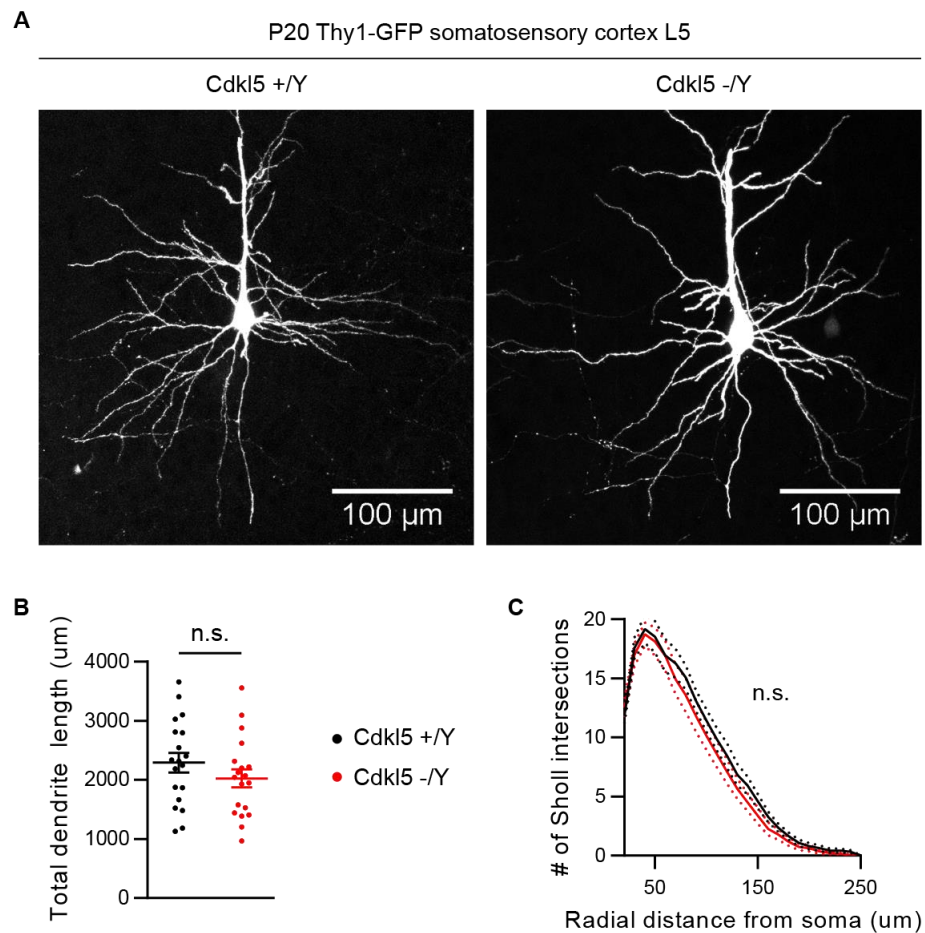 A
P20 Thy1-GFP somatosensory cortex L5
Cdkl5 +/Y
Cdkl5 -/Y
100 µm
100 µm
B
Total dendrite length (um)
n.s.
4000
3000
2000
1000
0
Cdkl5 +/Y
Cdkl5 -/Y
C
# of Sholl intersections
20
15
10
5
0
n.s.
50
150
250
Radial distance from soma (um)